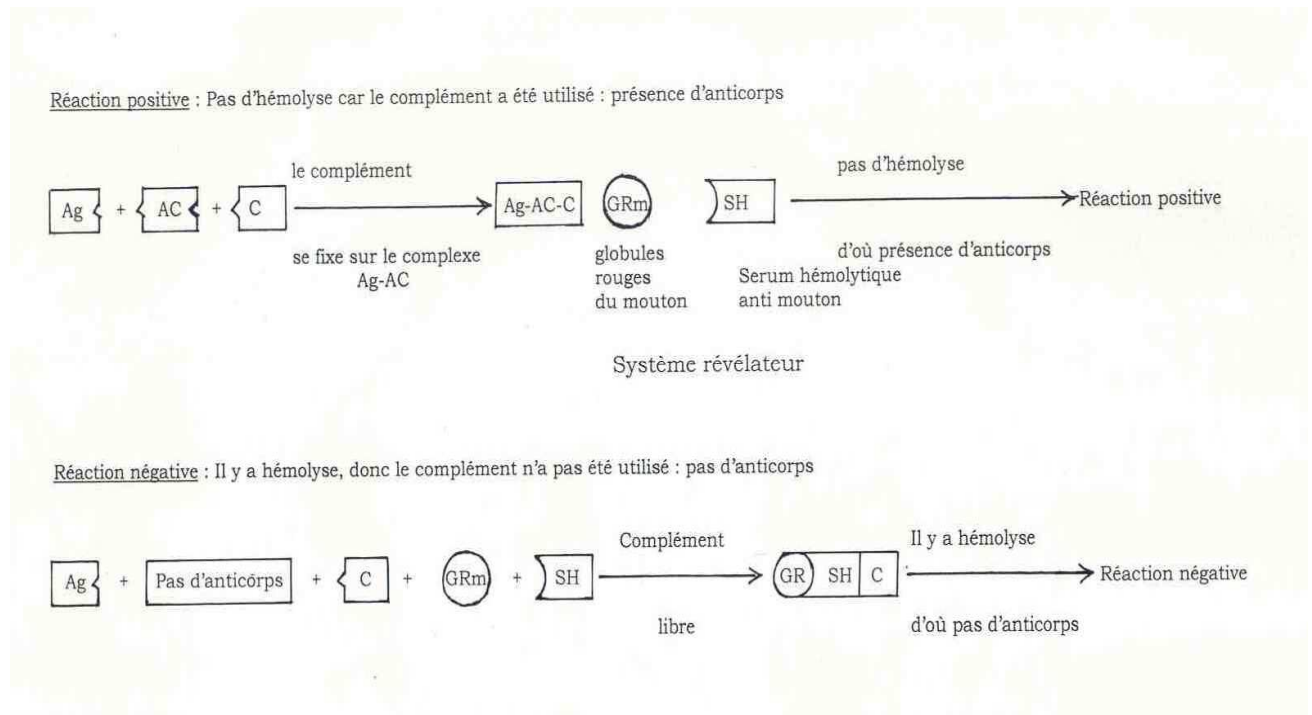 Réaction positive : Pas d'hémolyse car le complément a été utilisé : présence d'anticorps
le complément
pas d'hémolyse
Ag + AC + C Ag-AC-C GRm SH Réaction positive
se fixe sur le complexe
Ag-AC
globules
rouges
du mouton
Serum hémolytique
anti mouton
d'où présence d'anticorps
Système révélateur
Réaction négative : Il y a hémolyse, donc le complément n'a pas été utilisé : pas d'anticorps
Complément
Il y a hémolyse
Ag + Pas d'anticórps + C + GRm + SH GR SH C Réaction négative
libre
d'où pas d'anticorps